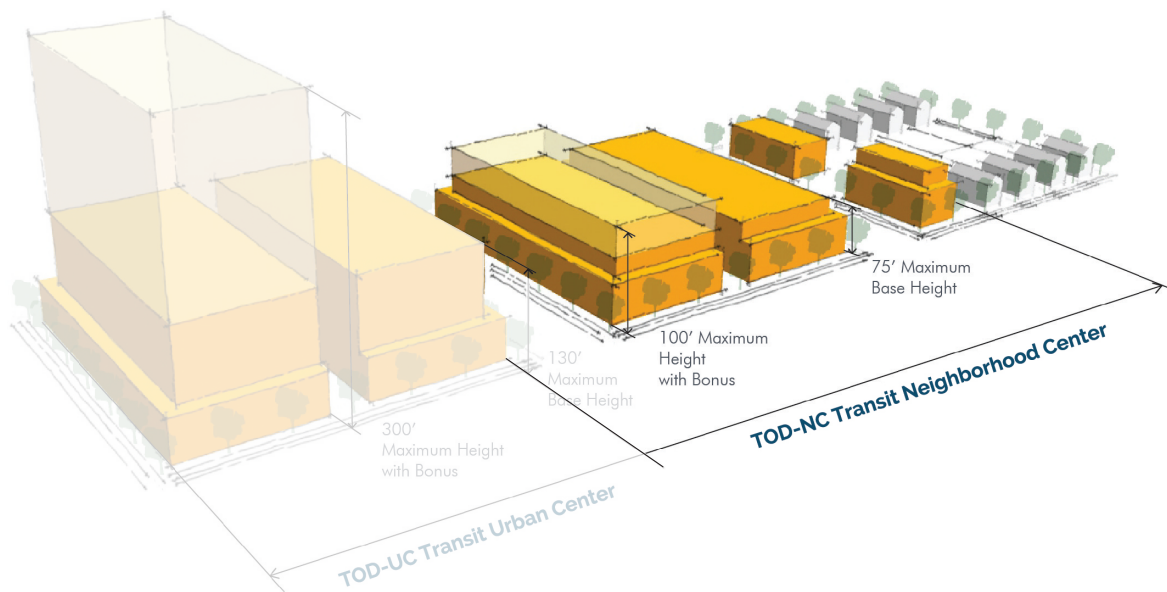 75’ Maximum
Base Height
100’ Maximum
Height
with Bonus
130’
Maximum
Base Height
300’
Maximum Height
with Bonus
TOD-NC Transit Neighborhood Center
TOD-UC Transit Urban Center